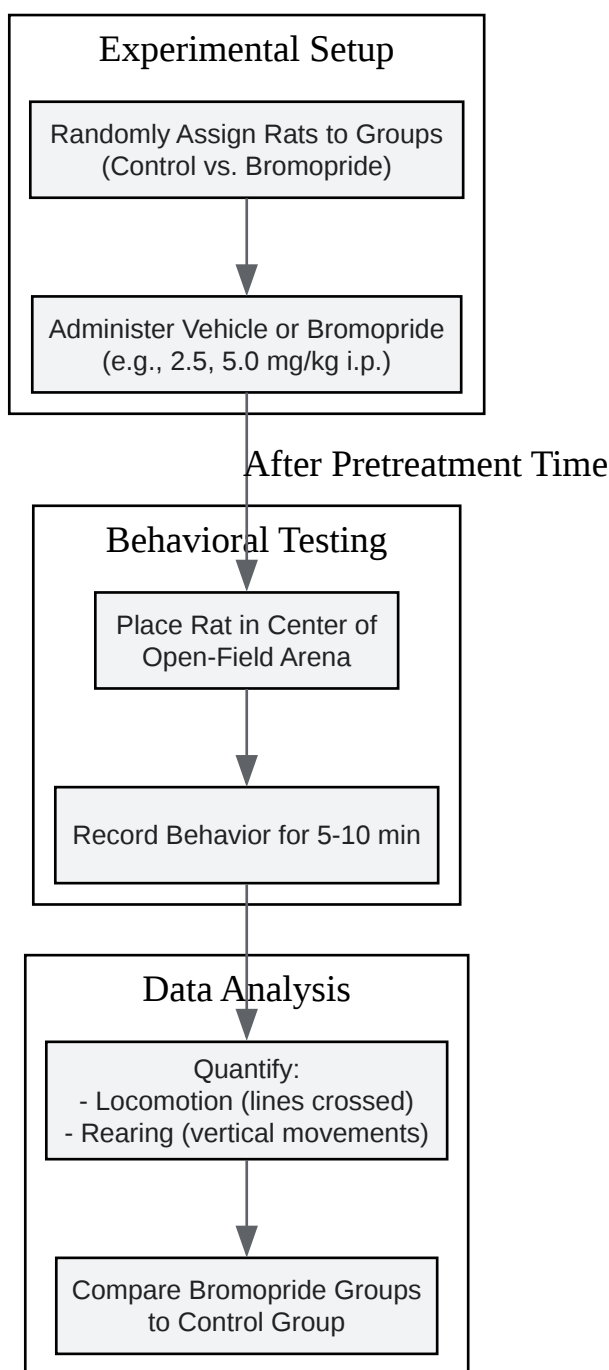 Experimental Setup
Randomly Assign Rats to Groups
(Control vs. Bromopride)
Administer Vehicle or Bromopride
(e.g., 2.5, 5.0 mg/kg i.p.)
After Pretreatment Time
Behavioral Testing
Place Rat in Center of
Open-Field Arena
Record Behavior for 5-10 min
Data Analysis
Quantify:
- Locomotion (lines crossed)
- Rearing (vertical movements)
Compare Bromopride Groups
to Control Group